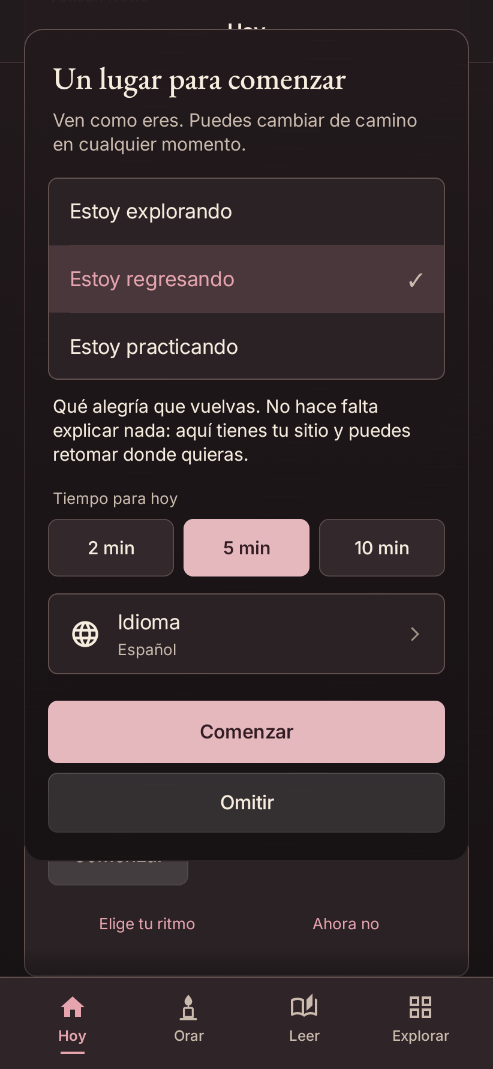 Un lugar para comenzar
Ven como eres. Puedes cambiar de camino
en cualquier momento.
Estoy explorando
Estoy regresando
Estoy practicando
Qué alegría que vuelvas. No hace falta
explicar nada: aquí tienes tu sitio y puedes
retomar donde quieras.
Tiempo para hoy
2 min
5 min
10 min
Idioma
Español
Comenzar
Omitir
Elige tu ritmo
Ahora no
Hoy
Orar
Leer
Explorar